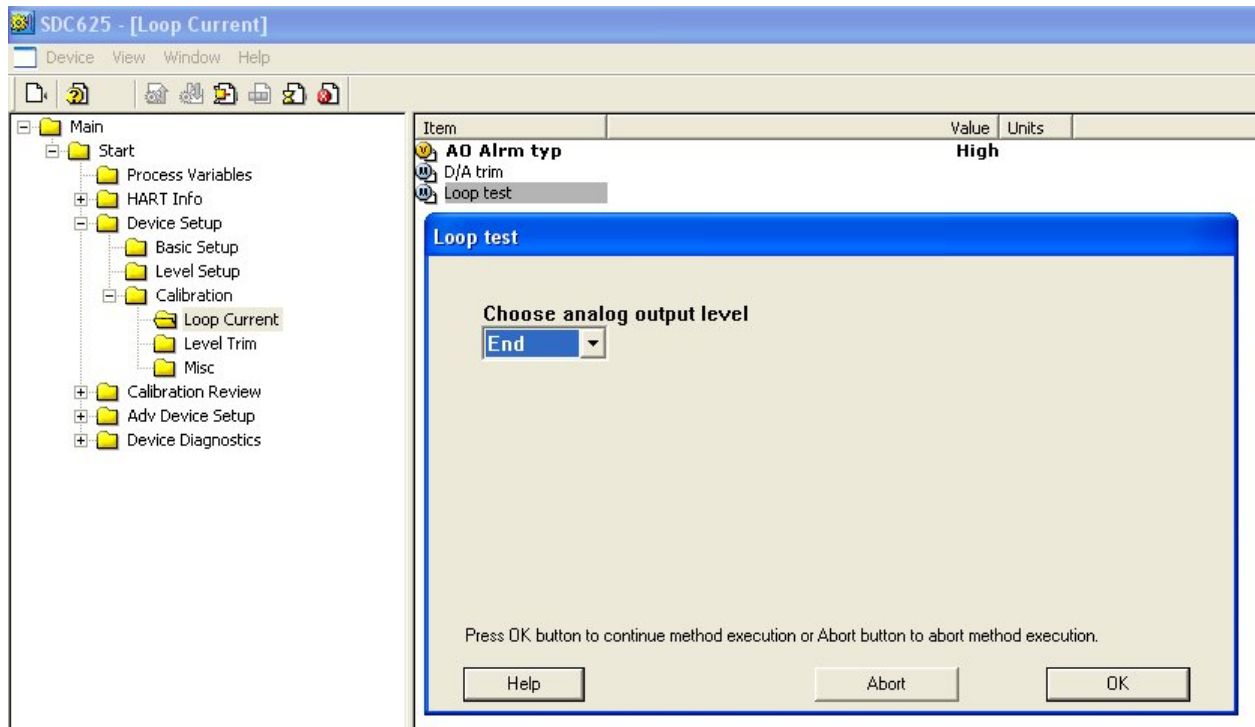 SDC625 - [Loop Current]
Device View Window Help
Main
Start
Process Variables
HART Info
Device Setup
Basic Setup
Level Setup
Calibration
Loop Current
Level Trim
Misc
Calibration Review
Adv Device Setup
Device Diagnostics
Item Value Units
AO Alrm typ High
D/A trim
Loop test
Loop test
Choose analog output level
End
Press OK button to continue method execution or Abort button to abort method execution.
Help Abort OK